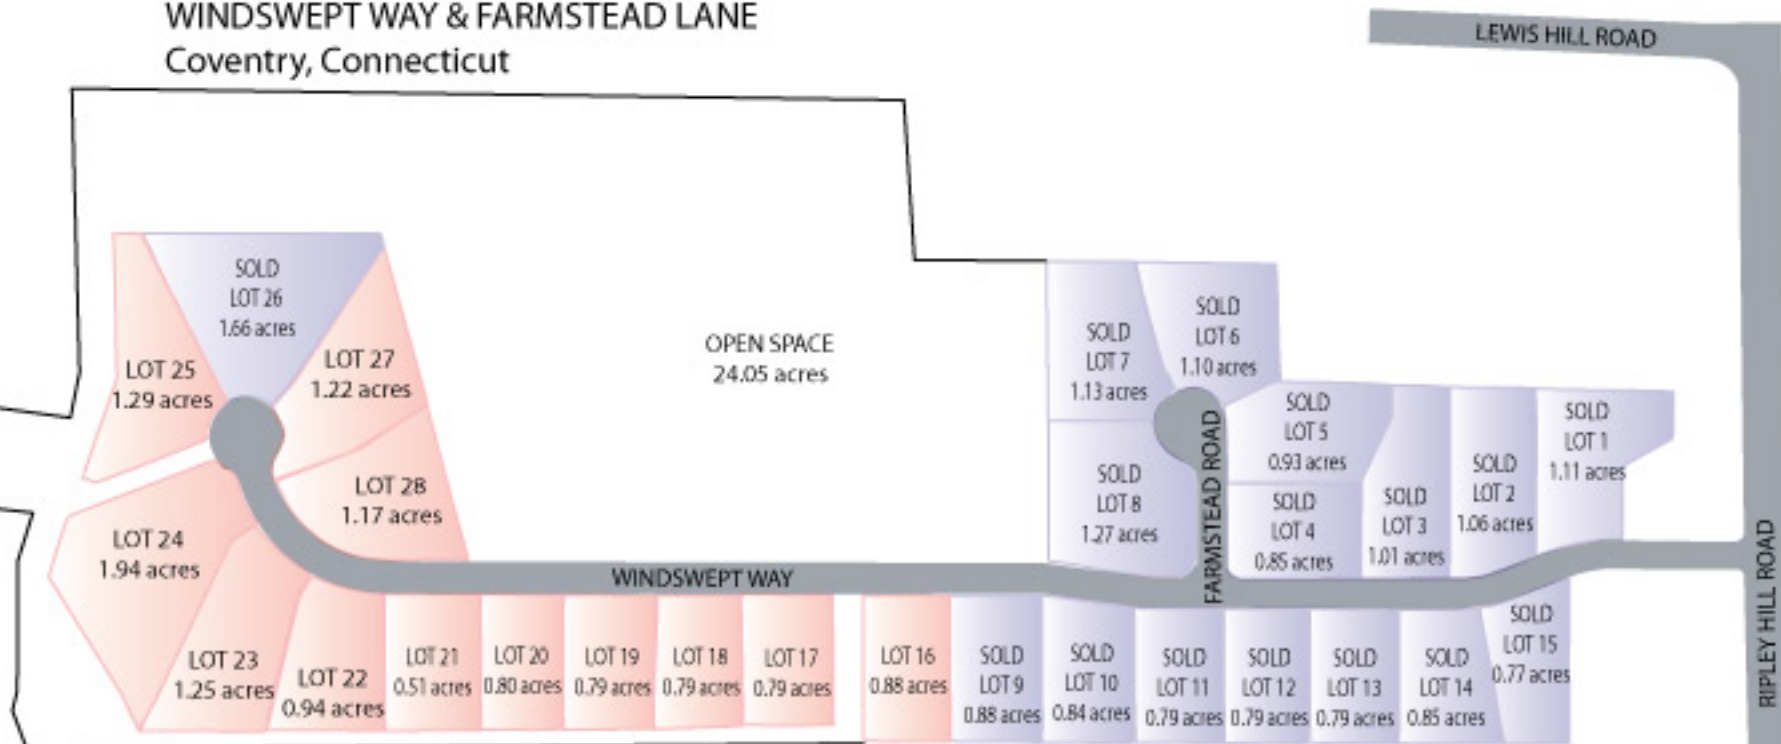 WINDSWEPT WAY & FARMSTEAD LANE
Coventry, Connecticut
LEWIS HILL ROAD
SOLD
LOT 26
1.66 acres
LOT 25
1.29 acres
LOT 27
1.22 acres
OPEN SPACE
24.05 acres
SOLD
LOT 7
1.13 acres
SOLD
LOT 6
1.10 acres
SOLD
LOT 5
0.93 acres
SOLD
LOT 1
1.11 acres
LOT 28
1.17 acres
SOLD
LOT 8
1.27 acres
FARMSTEAD ROAD
SOLD
LOT 4
0.85 acres
SOLD
LOT 3
1.01 acres
SOLD
LOT 2
1.06 acres
LOT 24
1.94 acres
WINDSWEPT WAY
RIPLEY HILL ROAD
LOT 23
1.25 acres
LOT 22
0.94 acres
LOT 21
0.51 acres
LOT 20
0.80 acres
LOT 19
0.79 acres
LOT 18
0.79 acres
LOT 17
0.79 acres
LOT 16
0.88 acres
SOLD
LOT 9
0.88 acres
SOLD
LOT 10
0.84 acres
SOLD
LOT 11
0.79 acres
SOLD
LOT 12
0.79 acres
SOLD
LOT 13
0.79 acres
SOLD
LOT 14
0.85 acres
SOLD
LOT 15
0.77 acres